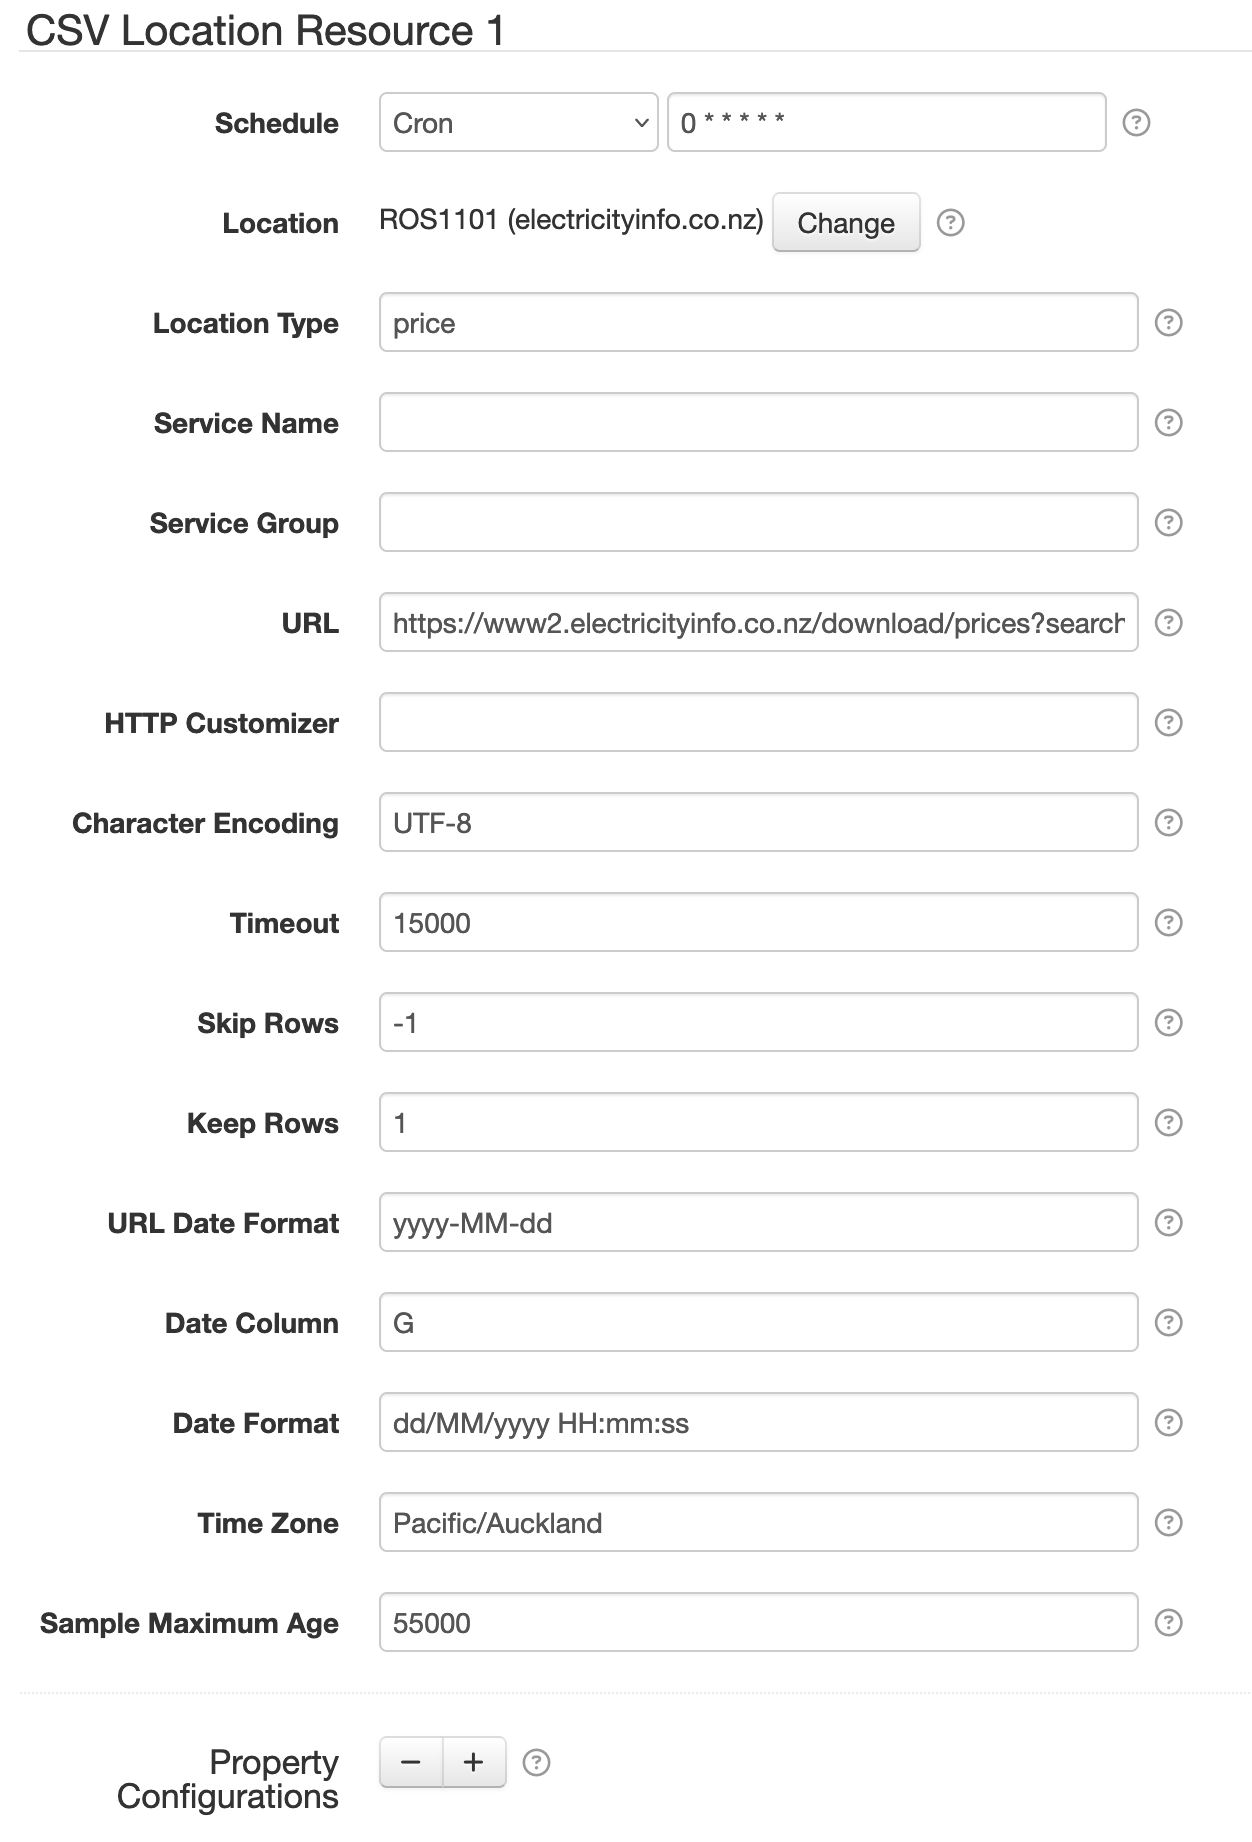 CSV Location Resource 1
Schedule Cron 0 * * * * *
Location ROS1101 (electricityinfo.co.nz) Change
Location Type price
Service Name
Service Group
URL https://www2.electricityinfo.co.nz/download/prices?search
HTTP Customizer
Character Encoding UTF-8
Timeout 15000
Skip Rows -1
Keep Rows 1
URL Date Format yyyy-MM-dd
Date Column G
Date Format dd/MM/yyyy HH:mm:ss
Time Zone Pacific/Auckland
Sample Maximum Age 55000
Property
Configurations